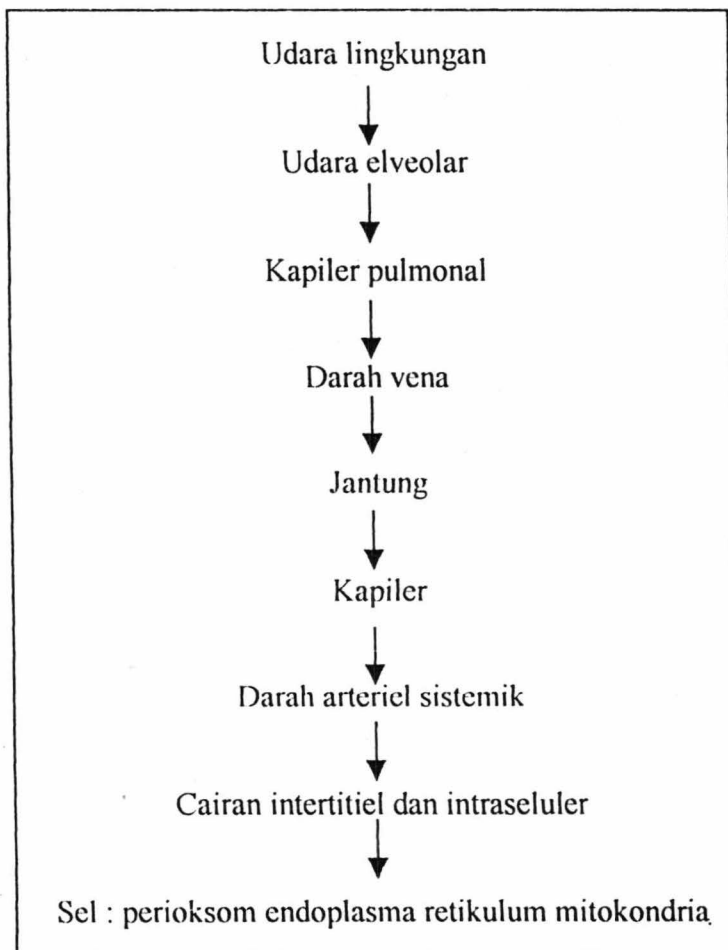 Udara lingkungan
Udara elveolar
Kapiler pulmonal
Darah vena
Jantung
Kapiler
Darah arteriel sistemik
Cairan intertitiel dan intraseluler
Sel : perioksom endoplasma retikulum mitokondria